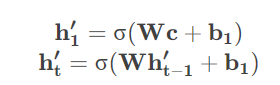 h′₁ = σ(Wc + b₁)
h′ₜ = σ(Wh′ₜ₋₁ + b₁)